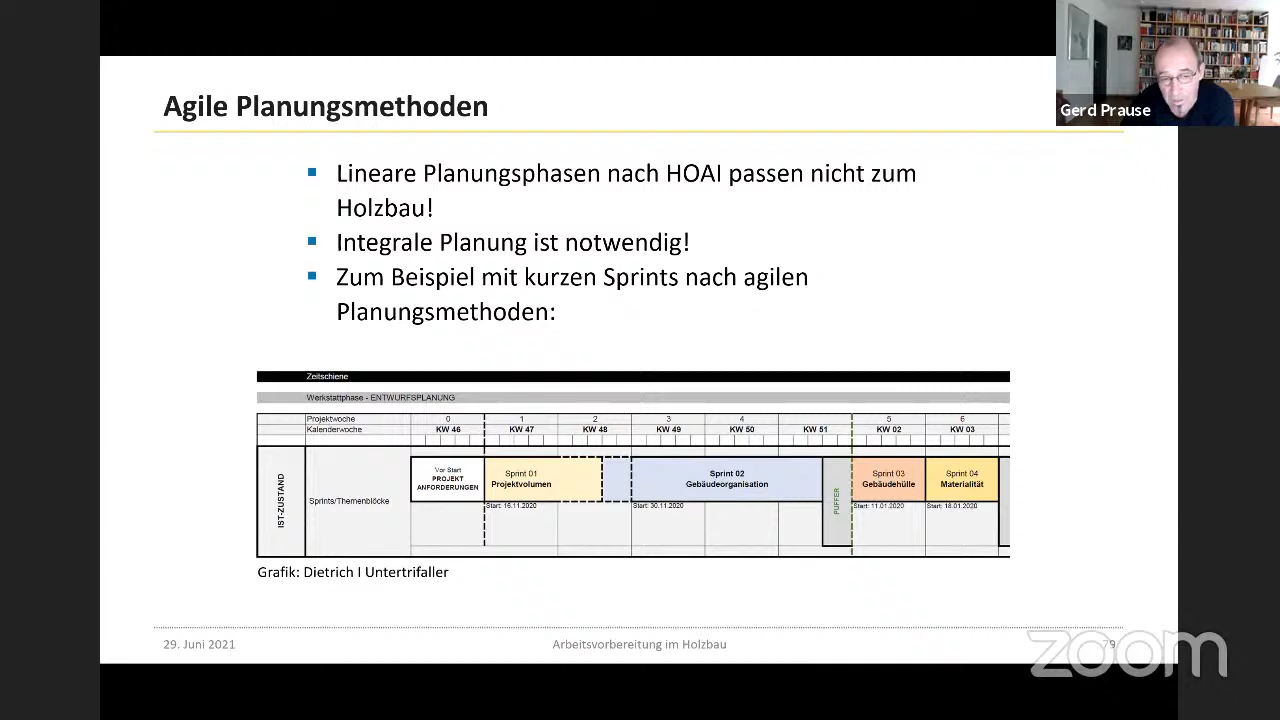 Agile Planungsmethoden
Gerd Prause
Lineare Planungsphasen nach HOAI passen nicht zum
Holzbau!
Integrale Planung ist notwendig!
Zum Beispiel mit kurzen Sprints nach agilen
Planungsmethoden:
Zeitschiene
Werkstattphase - ENTWURFSPLANUNG
Projektwoche 0 1 2 3 4 5 6
Kalenderwoche KW 46 KW 47 KW 48 KW 49 KW 50 KW 51 KW 02 KW 03
IST-ZUSTAND
Sprints/Themenblöcke
Vor Start
PROJEKT
ANFORDERUNGEN
Sprint 01
Projektvolumen
Sprint 02
Gebäudeorganisation
PUFFER
Sprint 03
Gebäudehülle
Sprint 04
Materialität
Start: 16.11.2020 Start: 30.11.2020 Start: 11.01.2020 Start: 18.01.2020
Grafik: Dietrich I Untertrifaller
29. Juni 2021 Arbeitsvorbereitung im Holzbau 79
zoom